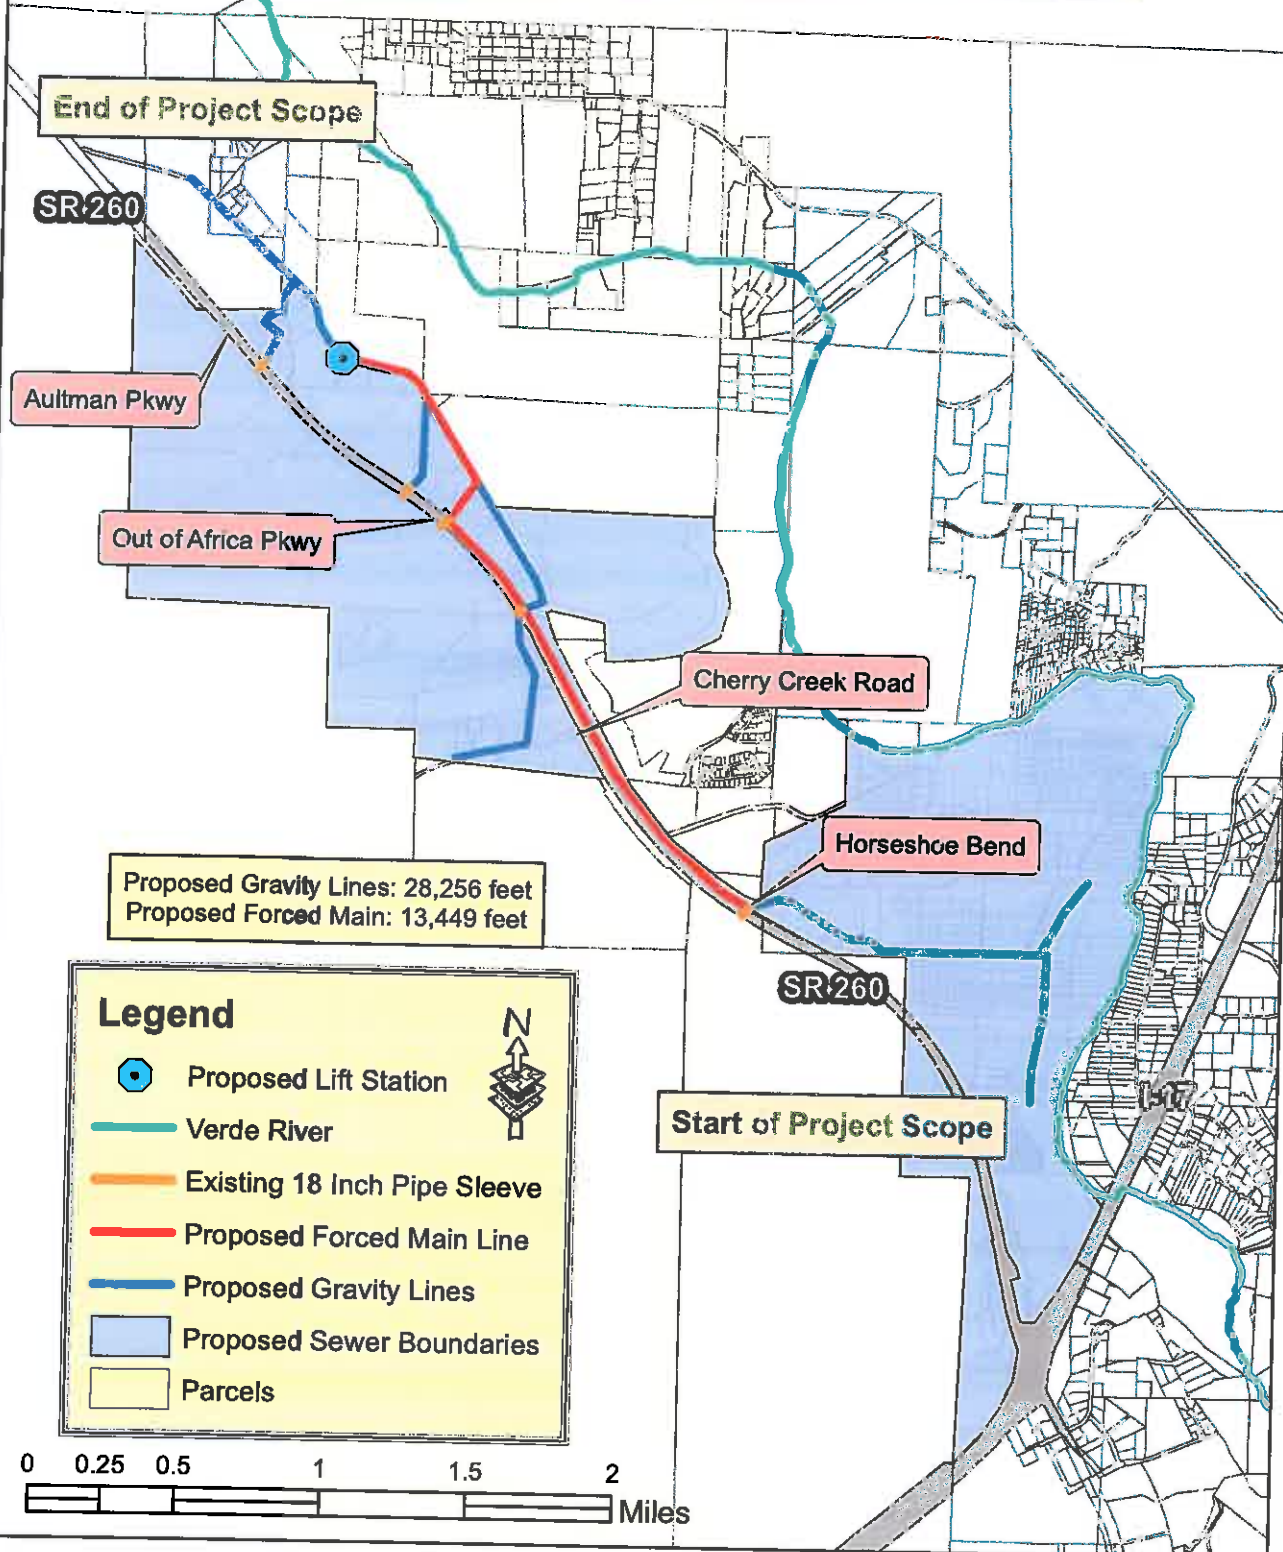 End of Project Scope
SR 260
Aultman Pkwy
Out of Africa Pkwy
Cherry Creek Road
Horseshoe Bend
Proposed Gravity Lines: 28,256 feet
Proposed Forced Main: 13,449 feet
SR 260
Legend
N
Proposed Lift Station
Verde River
Existing 18 Inch Pipe Sleeve
Proposed Forced Main Line
Proposed Gravity Lines
Proposed Sewer Boundaries
Parcels
Start of Project Scope
I-17
0 0.25 0.5 1 1.5 2
Miles